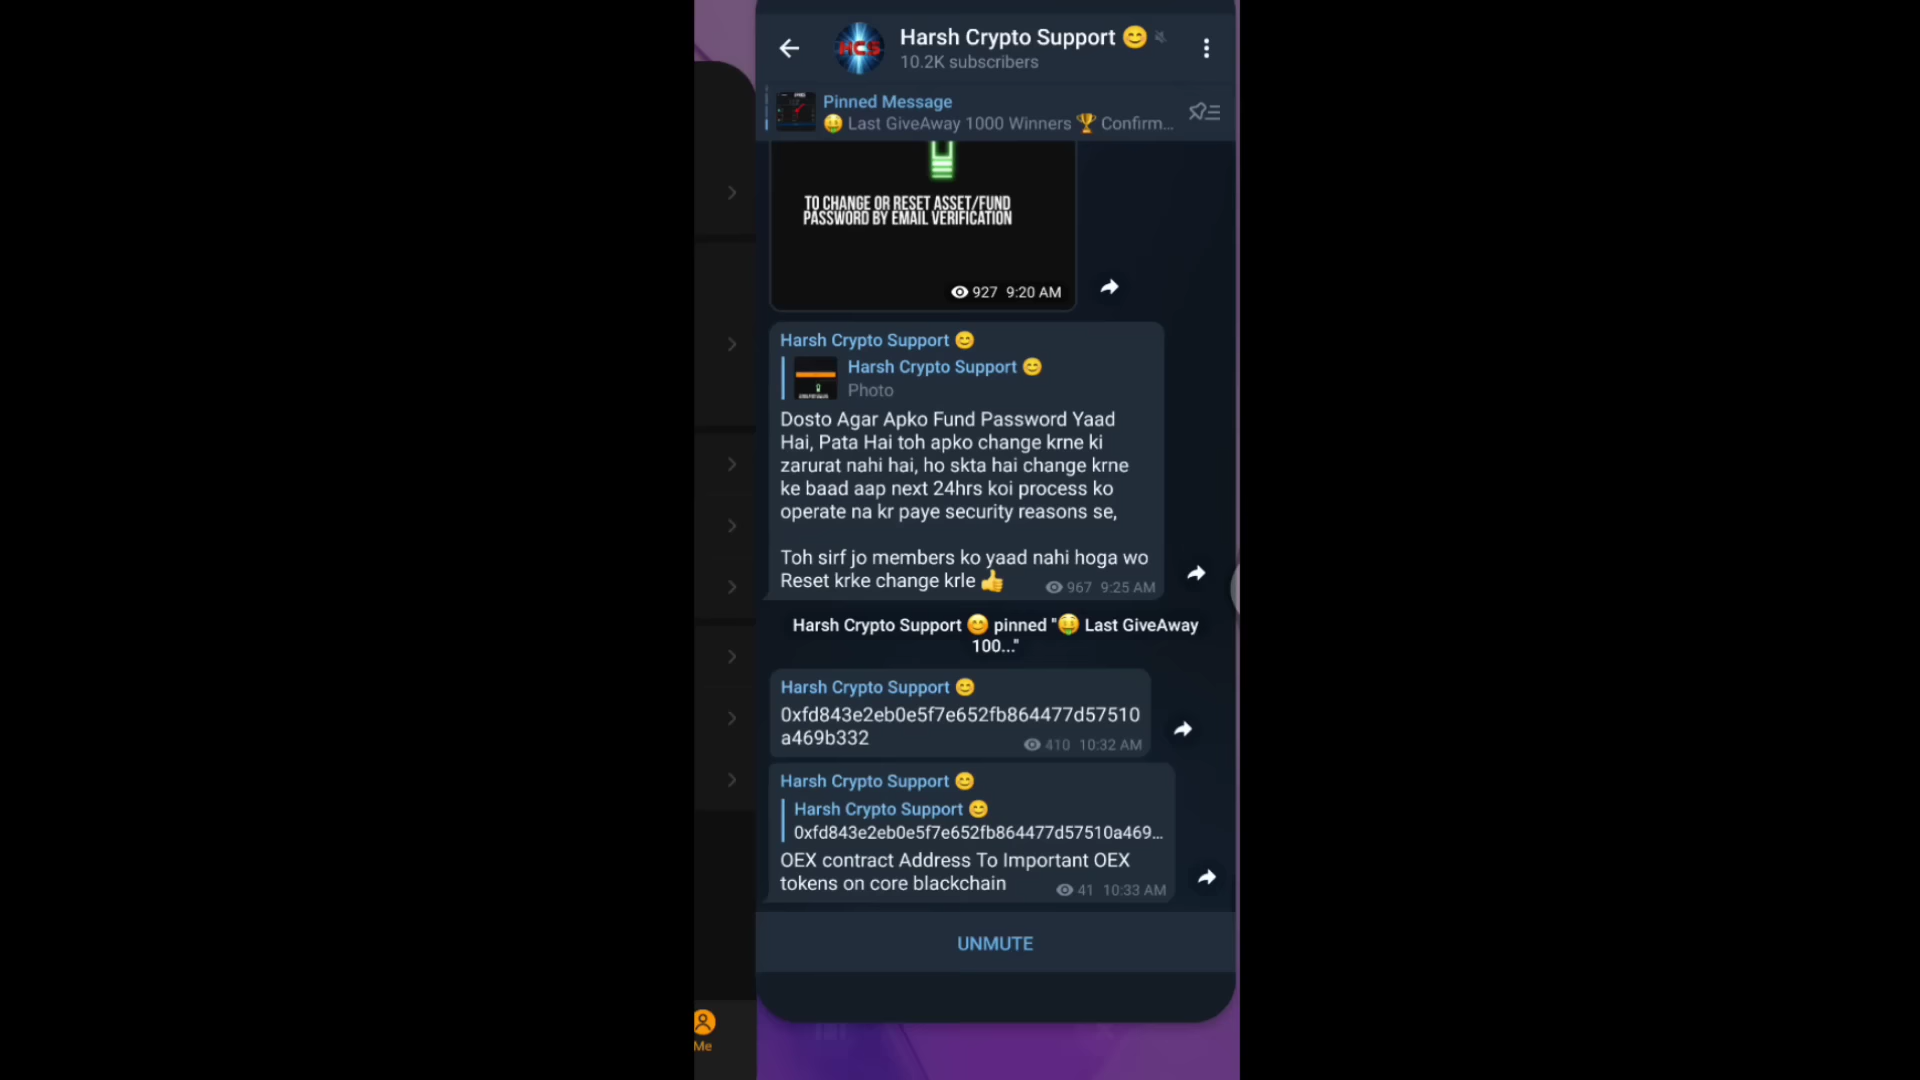 Harsh Crypto Support 😊
HCS
10.2K subscribers
Pinned Message
🤑 Last GiveAway 1000 Winners 🏆 Confirm...
TO CHANGE OR RESET ASSET/FUND
PASSWORD BY EMAIL VERIFICATION
927 9:20 AM
Harsh Crypto Support 😊
Harsh Crypto Support 😊
Photo
Dosto Agar Apko Fund Password Yaad
Hai, Pata Hai toh apko change krne ki
zarurat nahi hai, ho skta hai change krne
ke baad aap next 24hrs koi process ko
operate na kr paye security reasons se,
Toh sirf jo members ko yaad nahi hoga wo
Reset krke change krle 👍
967 9:25 AM
Harsh Crypto Support 😊 pinned "🤑 Last GiveAway
100..."
Harsh Crypto Support 😊
0xfd843e2eb0e5f7e652fb864477d57510
a469b332
410 10:32 AM
Harsh Crypto Support 😊
Harsh Crypto Support 😊
0xfd843e2eb0e5f7e652fb864477d57510a469...
OEX contract Address To Important OEX
tokens on core blackchain
41 10:33 AM
UNMUTE
Me